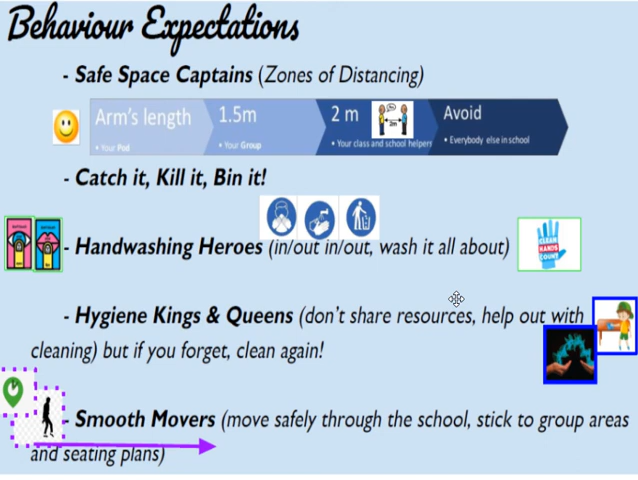 Behaviour Expectations
- Safe Space Captains (Zones of Distancing)
Arm's length 1.5m 2 m Avoid
• Your Pod • Your Group • Your class and school helpers • Everybody else in school
2m
- Catch it, Kill it, Bin it!
- Handwashing Heroes (in/out in/out, wash it all about)
CLEAN HANDS COUNT
- Hygiene Kings & Queens (don't share resources, help out with
cleaning) but if you forget, clean again!
- Smooth Movers (move safely through the school, stick to group areas
and seating plans)